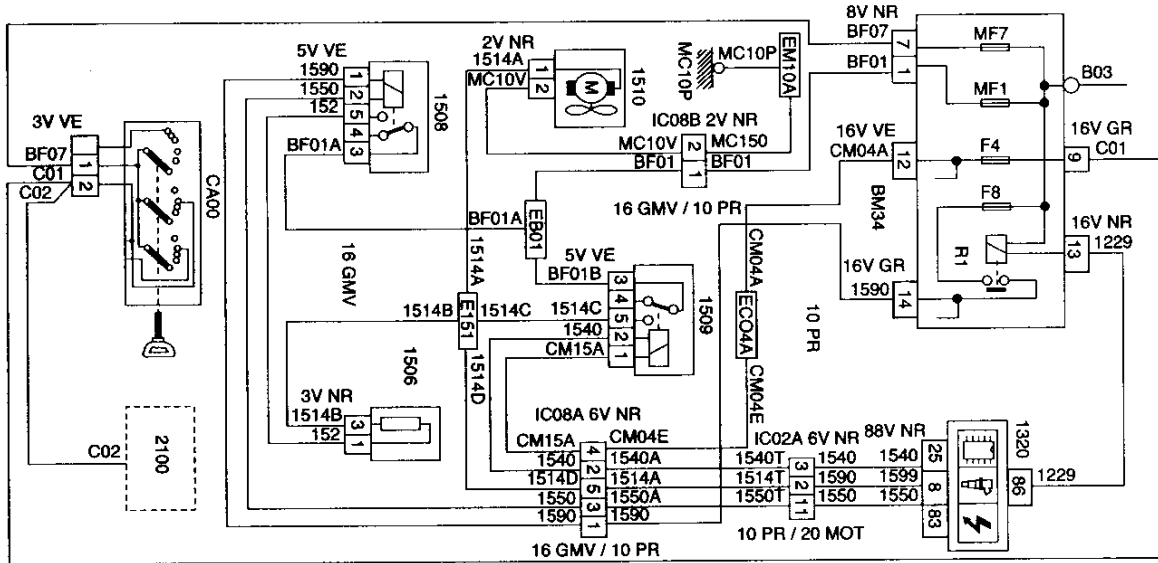 8V NR
BF07
7
MF7
BF01
1
MF1
B03
2V NR
1514A
1
MC10V
2
M
1510
MC10P
MC10P
EM10A
5V VE
1590
1
1550
2
152
5
4
BF01A
3
1508
3V VE
BF07
1
C01
2
C02
CA00
IC08B 2V NR
MC10V
2
MC150
BF01
1
BF01
16V VE
CM04A
12
F4
16V GR
9
C01
BM34
F8
16 GMV / 10 PR
BF01A
EB01
16V NR
13
1229
R1
16V GR
1590
14
16 GMV
1514A
5V VE
BF01B
3
4
1514C
5
1540
2
CM15A
1
1509
CM04A
ECO4A
CM04E
10 PR
1514B
E151
1514C
1514D
1506
3V NR
1514B
3
152
1
C02
2100
IC08A 6V NR
CM15A
4
CM04E
1540
2
1540A
1514D
5
1514A
1550
3
1550A
1590
1
1590
16 GMV / 10 PR
IC02A 6V NR
1540T
3
1540
1514T
2
1590
1550T
11
1550
10 PR / 20 MOT
88V NR
1540
25
1599
8
1550
83
1320
86
1229